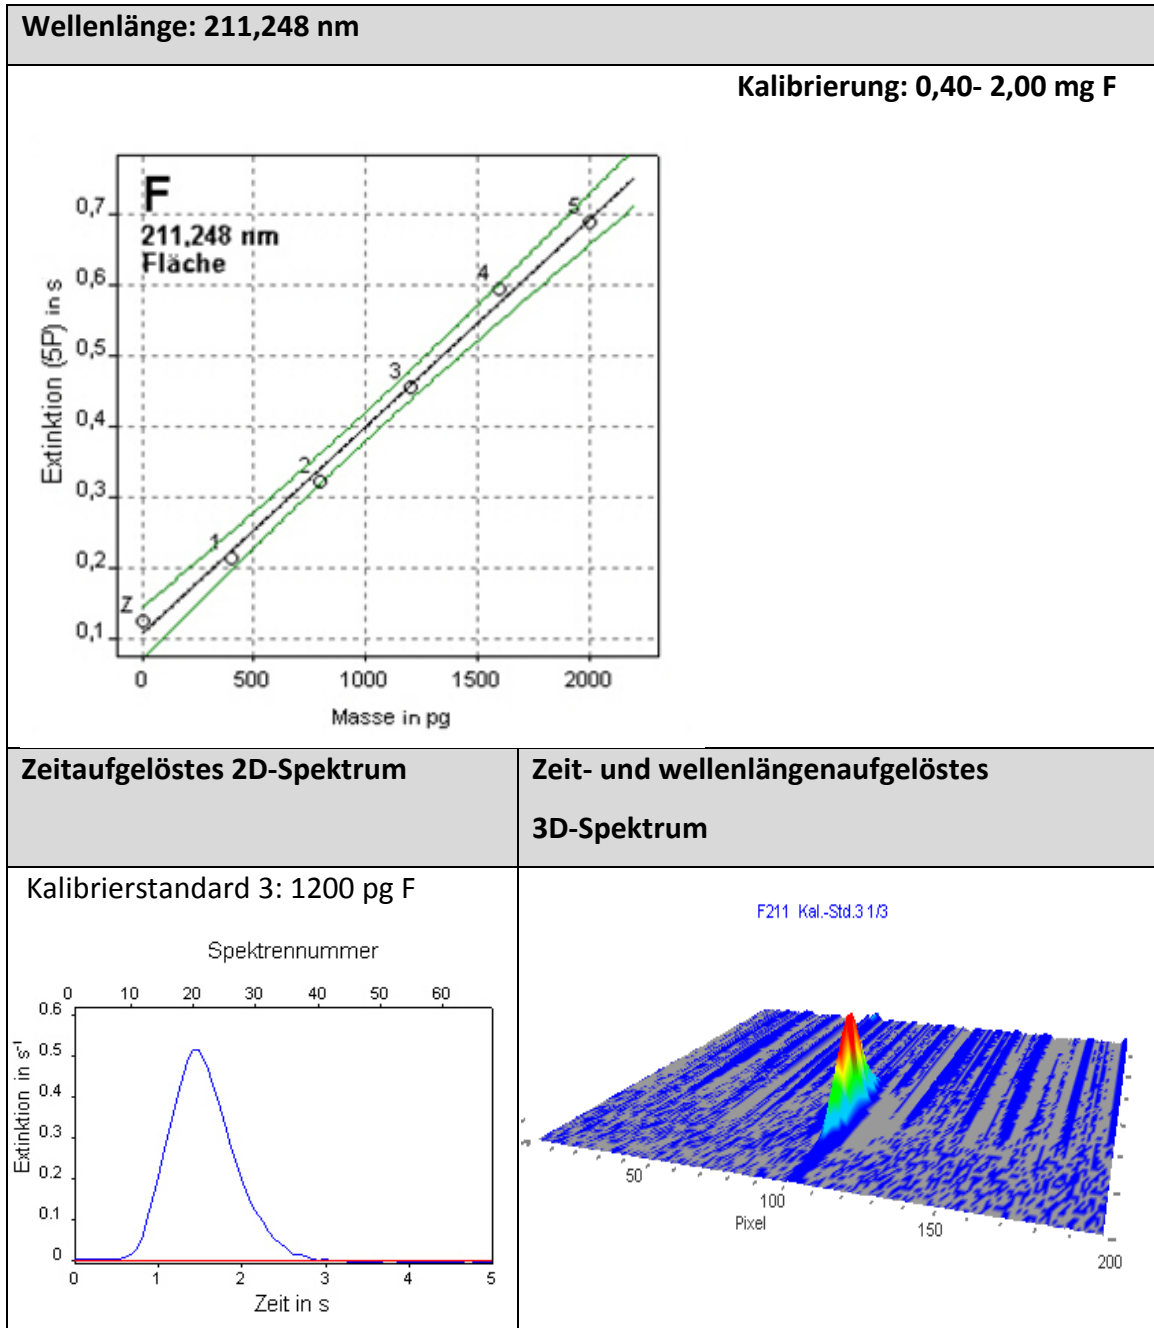 Wellenlänge: 211,248 nm
Kalibrierung: 0,40- 2,00 mg F
F
211,248 nm
Fläche
Extinktion (5P) in s
0,7
0,6
0,5
0,4
0,3
0,2
0,1
Z
1
2
3
4
5
0 500 1000 1500 2000
Masse in pg
Zeitaufgelöstes 2D-Spektrum
Zeit- und wellenlängenaufgelöstes
3D-Spektrum
Kalibrierstandard 3: 1200 pg F
Spektrennummer
0 10 20 30 40 50 60
Extinktion in s⁻¹
0.6
0.5
0.4
0.3
0.2
0.1
0
0 1 2 3 4 5
Zeit in s
F211 Kal.-Std.3 1/3
50
100
150
200
Pixel